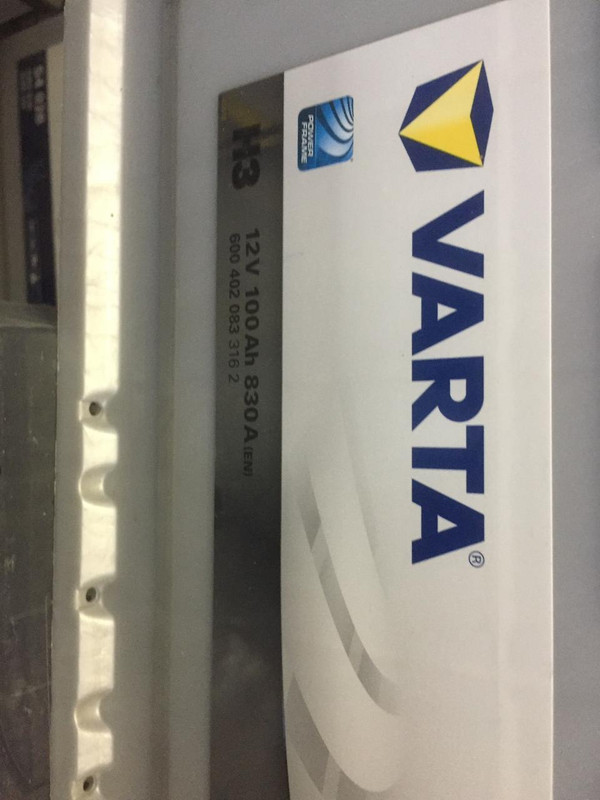 VARTA®
POWER
FRAME
H3
12V 100Ah 830A (EN)
600 402 083 316 2